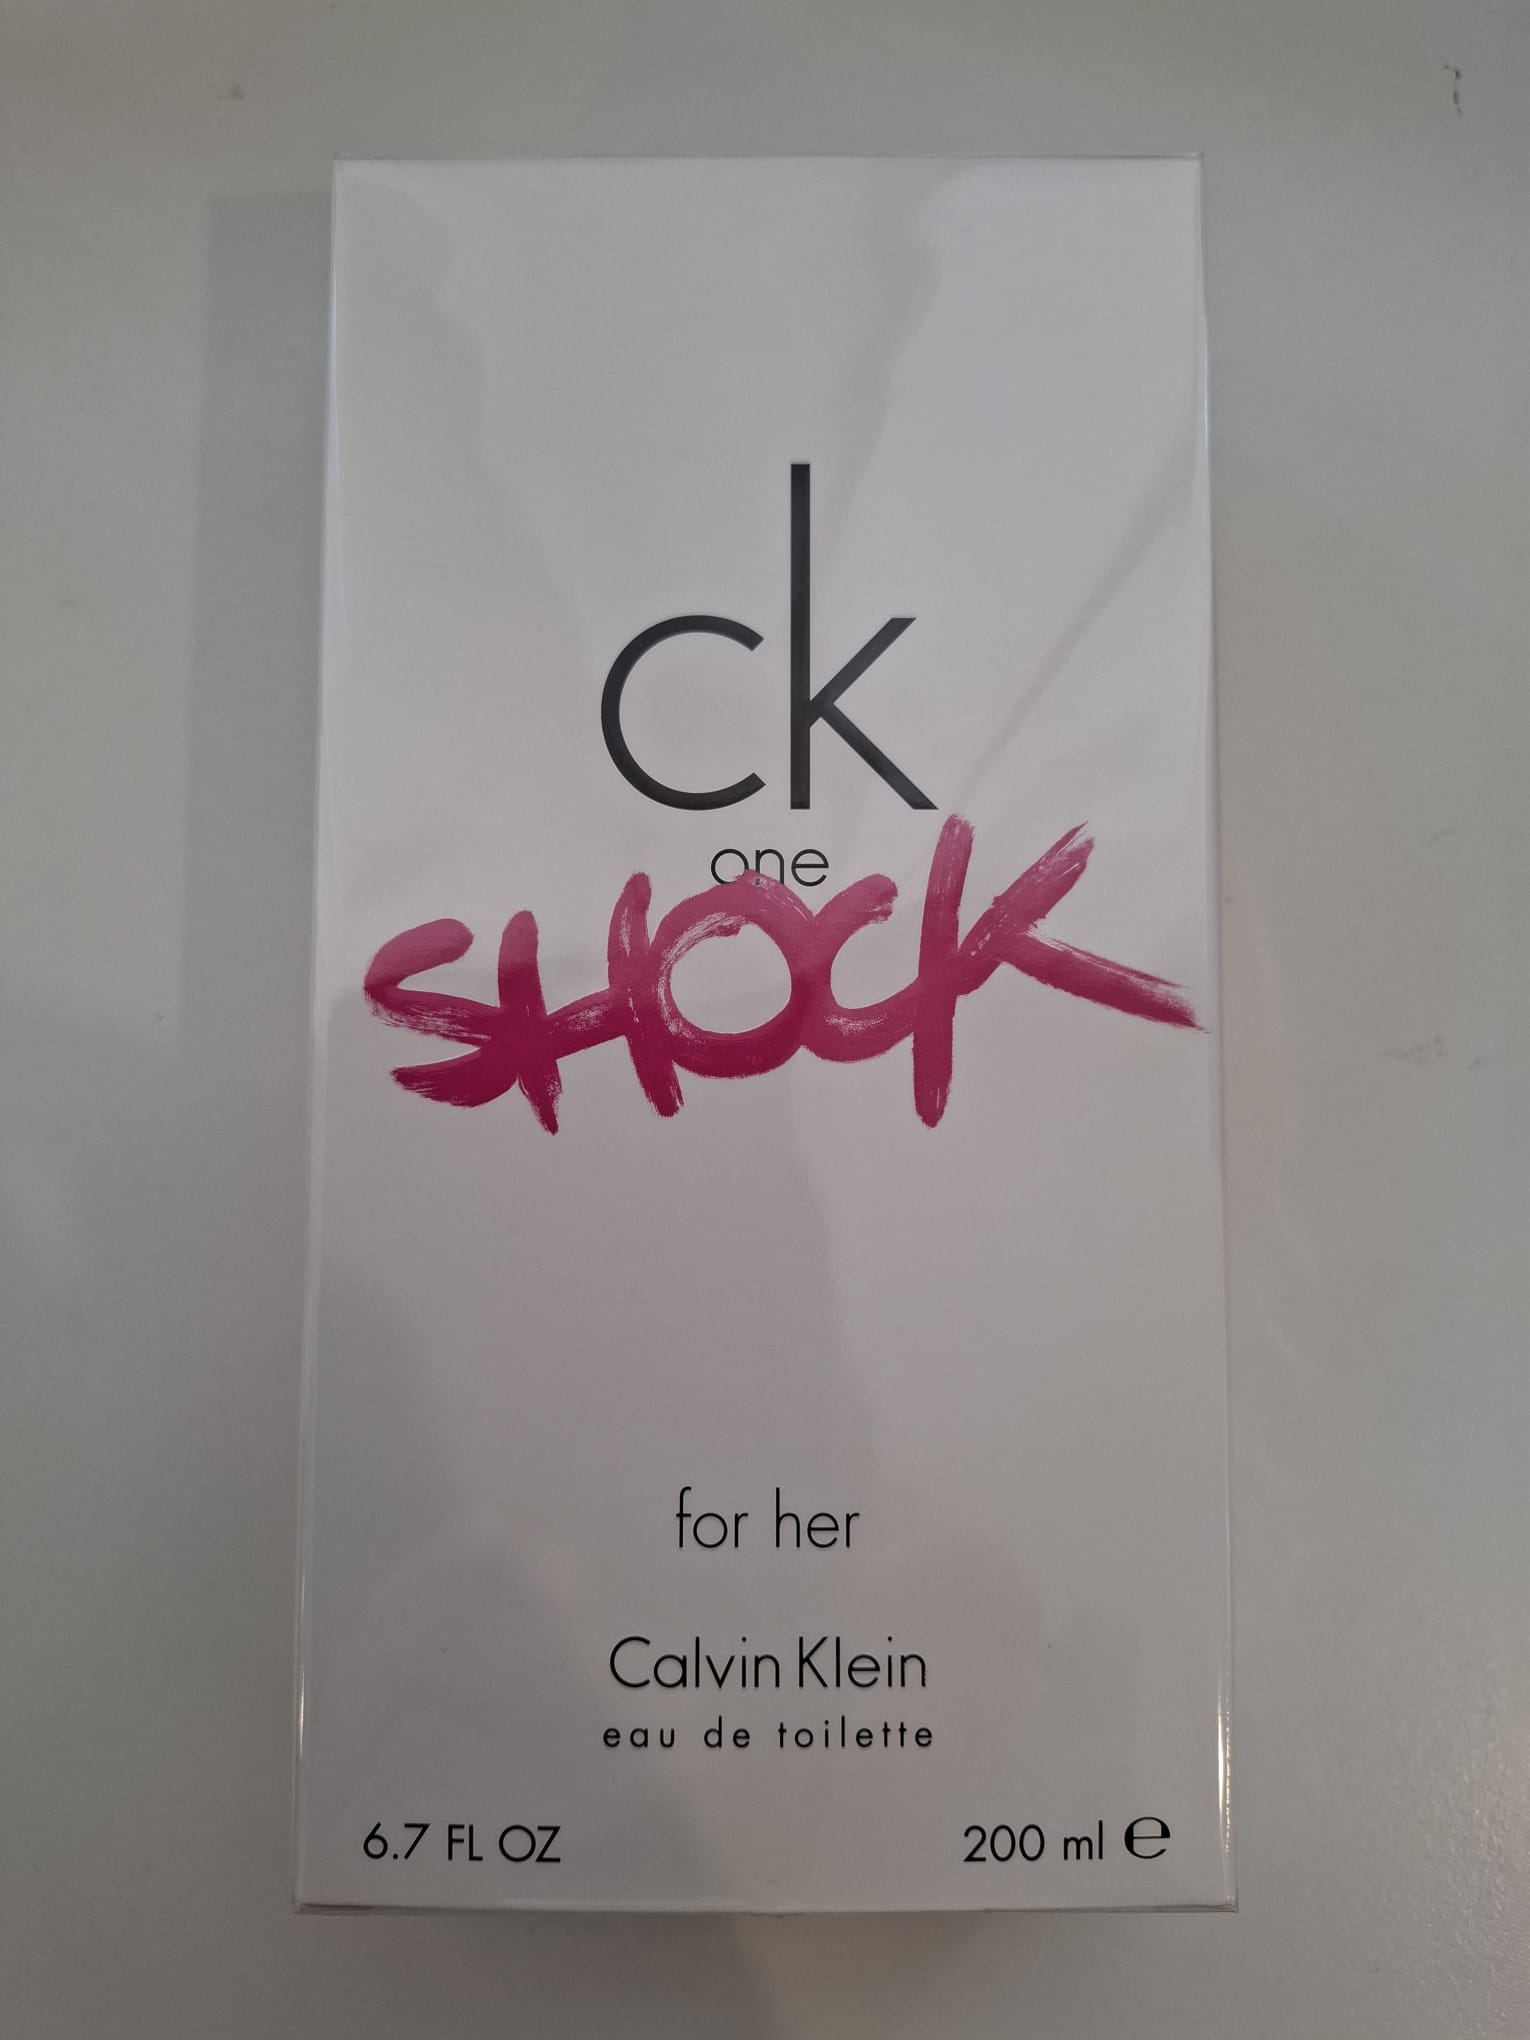 ck
one
SHOCK
for her
Calvin Klein
eau de toilette
6.7 FL OZ 200 ml ℮